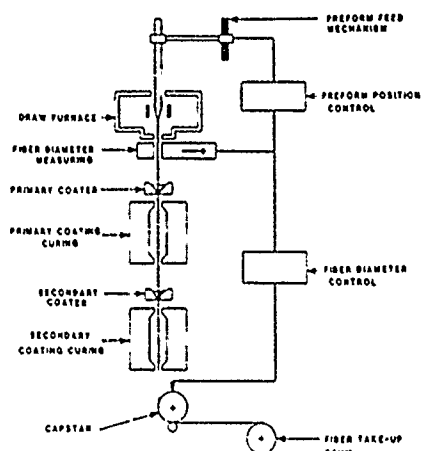 PREFORM FEED
MECHANISM
PREFORM POSITION
CONTROL
DRAW FURNACE
FIBER DIAMETER
MEASURING
PRIMARY COATER
PRIMARY COATING
CURING
FIBER DIAMETER
CONTROL
SECONDARY
COATER
SECONDARY
COATING CURING
CAPSTAN
FIBER TAKE-UP